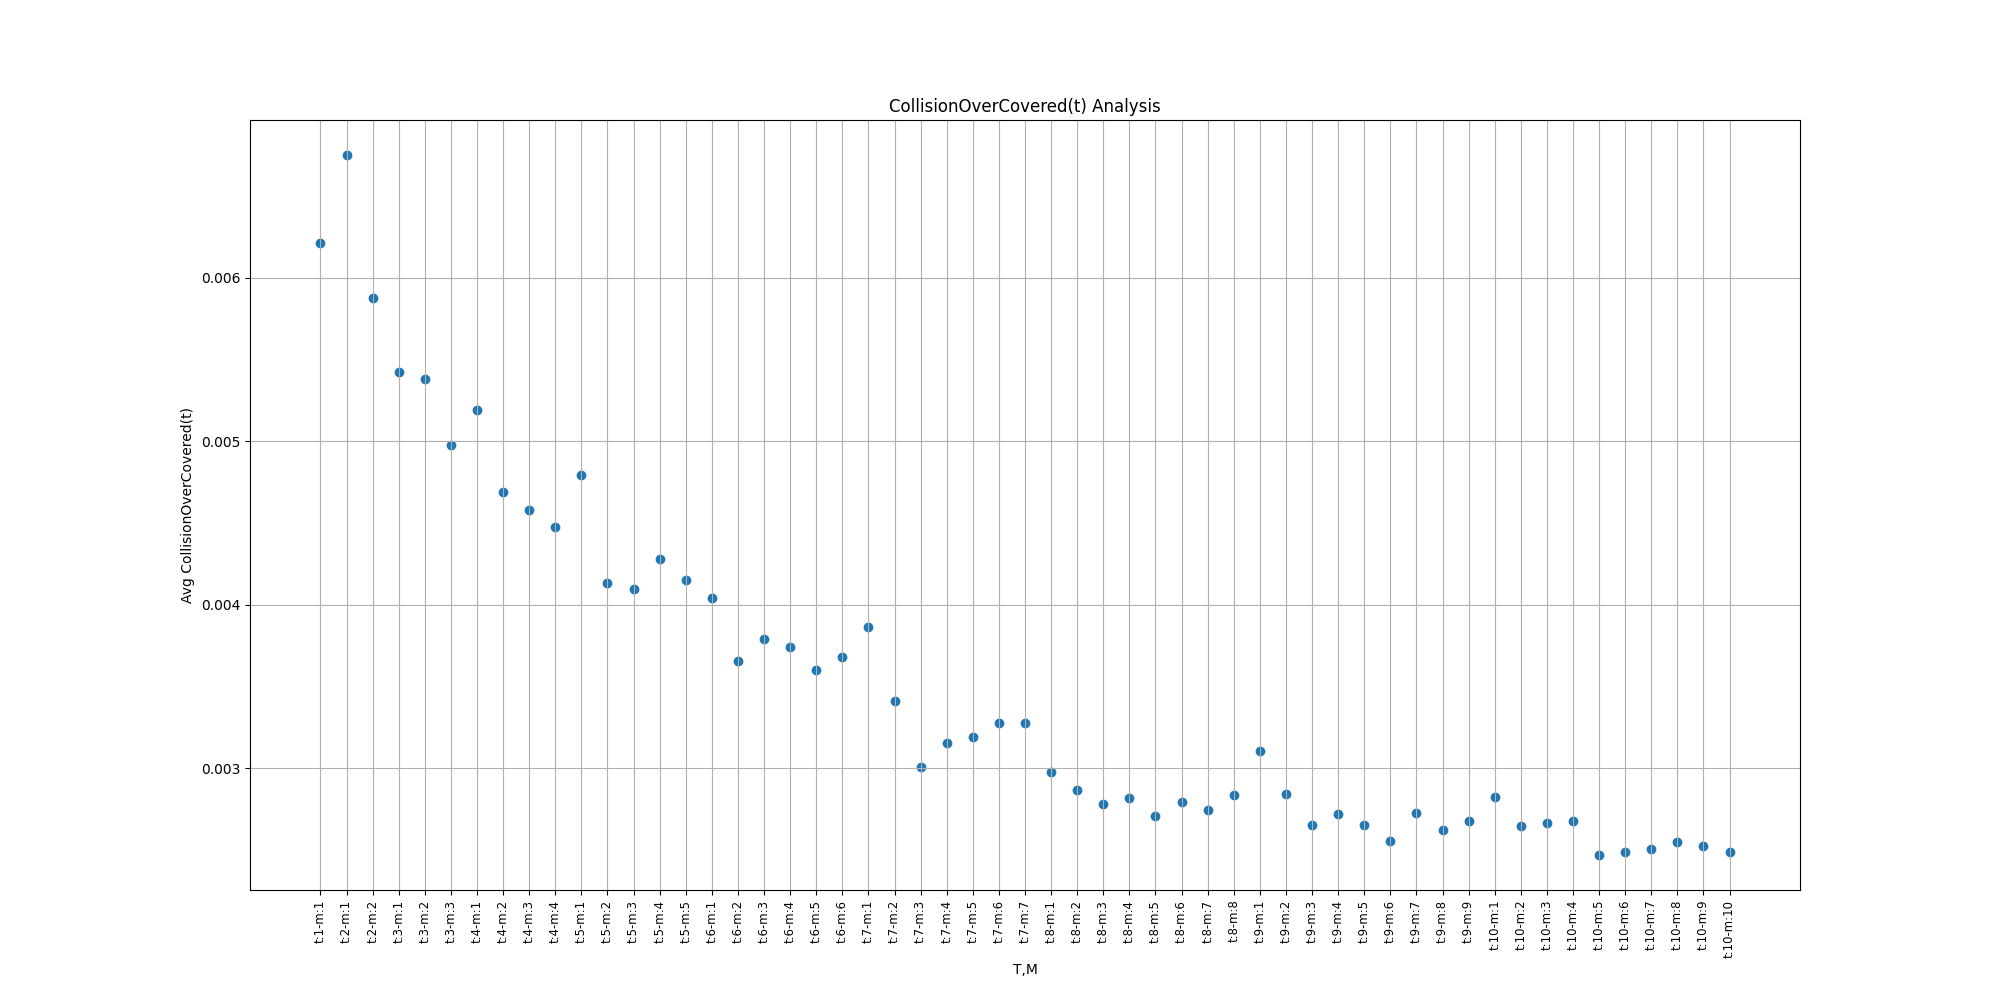 CollisionOverCovered(t) Analysis
Avg CollisionOverCovered(t)
0.006
0.005
0.004
0.003
t:1-m:1
t:2-m:1
t:2-m:2
t:3-m:1
t:3-m:2
t:3-m:3
t:4-m:1
t:4-m:2
t:4-m:3
t:4-m:4
t:5-m:1
t:5-m:2
t:5-m:3
t:5-m:4
t:5-m:5
t:6-m:1
t:6-m:2
t:6-m:3
t:6-m:4
t:6-m:5
t:6-m:6
t:7-m:1
t:7-m:2
t:7-m:3
t:7-m:4
t:7-m:5
t:7-m:6
t:7-m:7
t:8-m:1
t:8-m:2
t:8-m:3
t:8-m:4
t:8-m:5
t:8-m:6
t:8-m:7
t:8-m:8
t:9-m:1
t:9-m:2
t:9-m:3
t:9-m:4
t:9-m:5
t:9-m:6
t:9-m:7
t:9-m:8
t:9-m:9
t:10-m:1
t:10-m:2
t:10-m:3
t:10-m:4
t:10-m:5
t:10-m:6
t:10-m:7
t:10-m:8
t:10-m:9
t:10-m:10
T,M